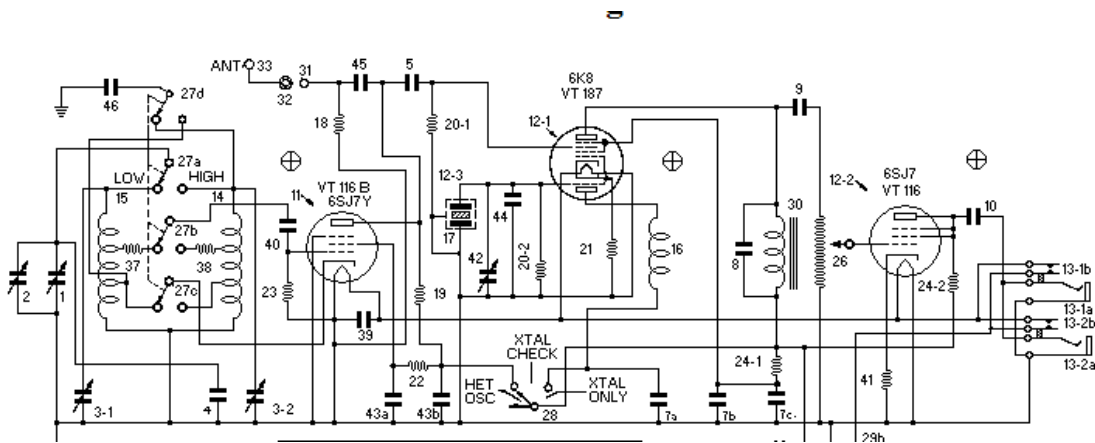 g
ANT 33
32
31
45
5
6K8
VT 187
9
46
27d
18
20-1
12-1
12-2
6SJ7
VT 116
27a
LOW
HIGH
15
14
11
VT 116 B
6SJ7Y
12-3
17
30
10
27b
40
44
42
20-2
21
16
8
26
24-2
13-1b
2
1
37
38
23
19
27c
39
13-1a
13-2b
13-2a
XTAL
CHECK
22
HET
OSC
XTAL
ONLY
28
24-1
41
3-1
4
3-2
43a
43b
7a
7b
7c
29b